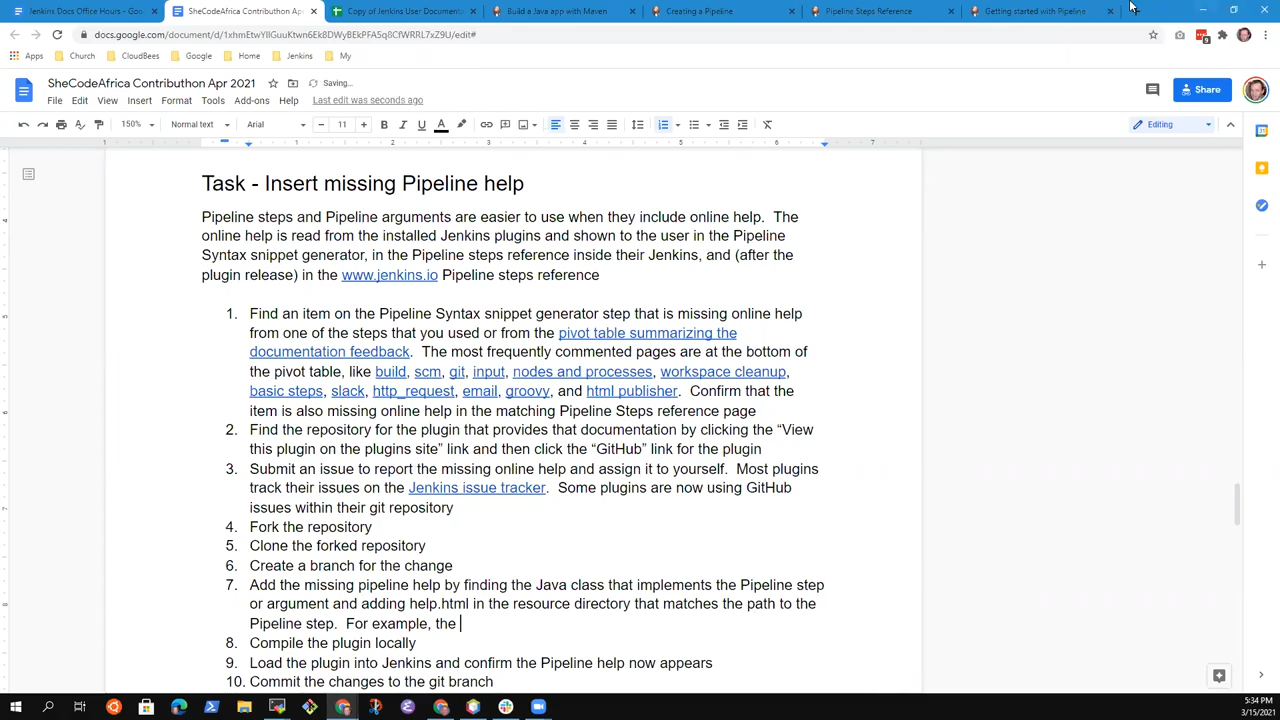 Jenkins Docs Office Hours - Goo
SheCodeAfrica Contributhon Apr
Copy of Jenkins User Documenta
Build a Java app with Maven
Creating a Pipeline
Pipeline Steps Reference
Getting started with Pipeline
docs.google.com/document/d/1xhmEtwYIlGuuKtwn6Ek8DWyBEkPFA5q8CfWRRL7xZ9U/edit#
Apps
Church
CloudBees
Google
Home
Jenkins
My
SheCodeAfrica Contributhon Apr 2021
Saving...
File Edit View Insert Format Tools Add-ons Help
Last edit was seconds ago
Share
150%
Normal text
Arial
11
Editing
Task - Insert missing Pipeline help
Pipeline steps and Pipeline arguments are easier to use when they include online help. The
online help is read from the installed Jenkins plugins and shown to the user in the Pipeline
Syntax snippet generator, in the Pipeline steps reference inside their Jenkins, and (after the
plugin release) in the www.jenkins.io Pipeline steps reference
1. Find an item on the Pipeline Syntax snippet generator step that is missing online help
from one of the steps that you used or from the pivot table summarizing the
documentation feedback. The most frequently commented pages are at the bottom of
the pivot table, like build, scm, git, input, nodes and processes, workspace cleanup,
basic steps, slack, http_request, email, groovy, and html publisher. Confirm that the
item is also missing online help in the matching Pipeline Steps reference page
2. Find the repository for the plugin that provides that documentation by clicking the “View
this plugin on the plugins site” link and then click the “GitHub” link for the plugin
3. Submit an issue to report the missing online help and assign it to yourself. Most plugins
track their issues on the Jenkins issue tracker. Some plugins are now using GitHub
issues within their git repository
4. Fork the repository
5. Clone the forked repository
6. Create a branch for the change
7. Add the missing pipeline help by finding the Java class that implements the Pipeline step
or argument and adding help.html in the resource directory that matches the path to the
Pipeline step. For example, the
8. Compile the plugin locally
9. Load the plugin into Jenkins and confirm the Pipeline help now appears
10. Commit the changes to the git branch
5:34 PM
3/15/2021